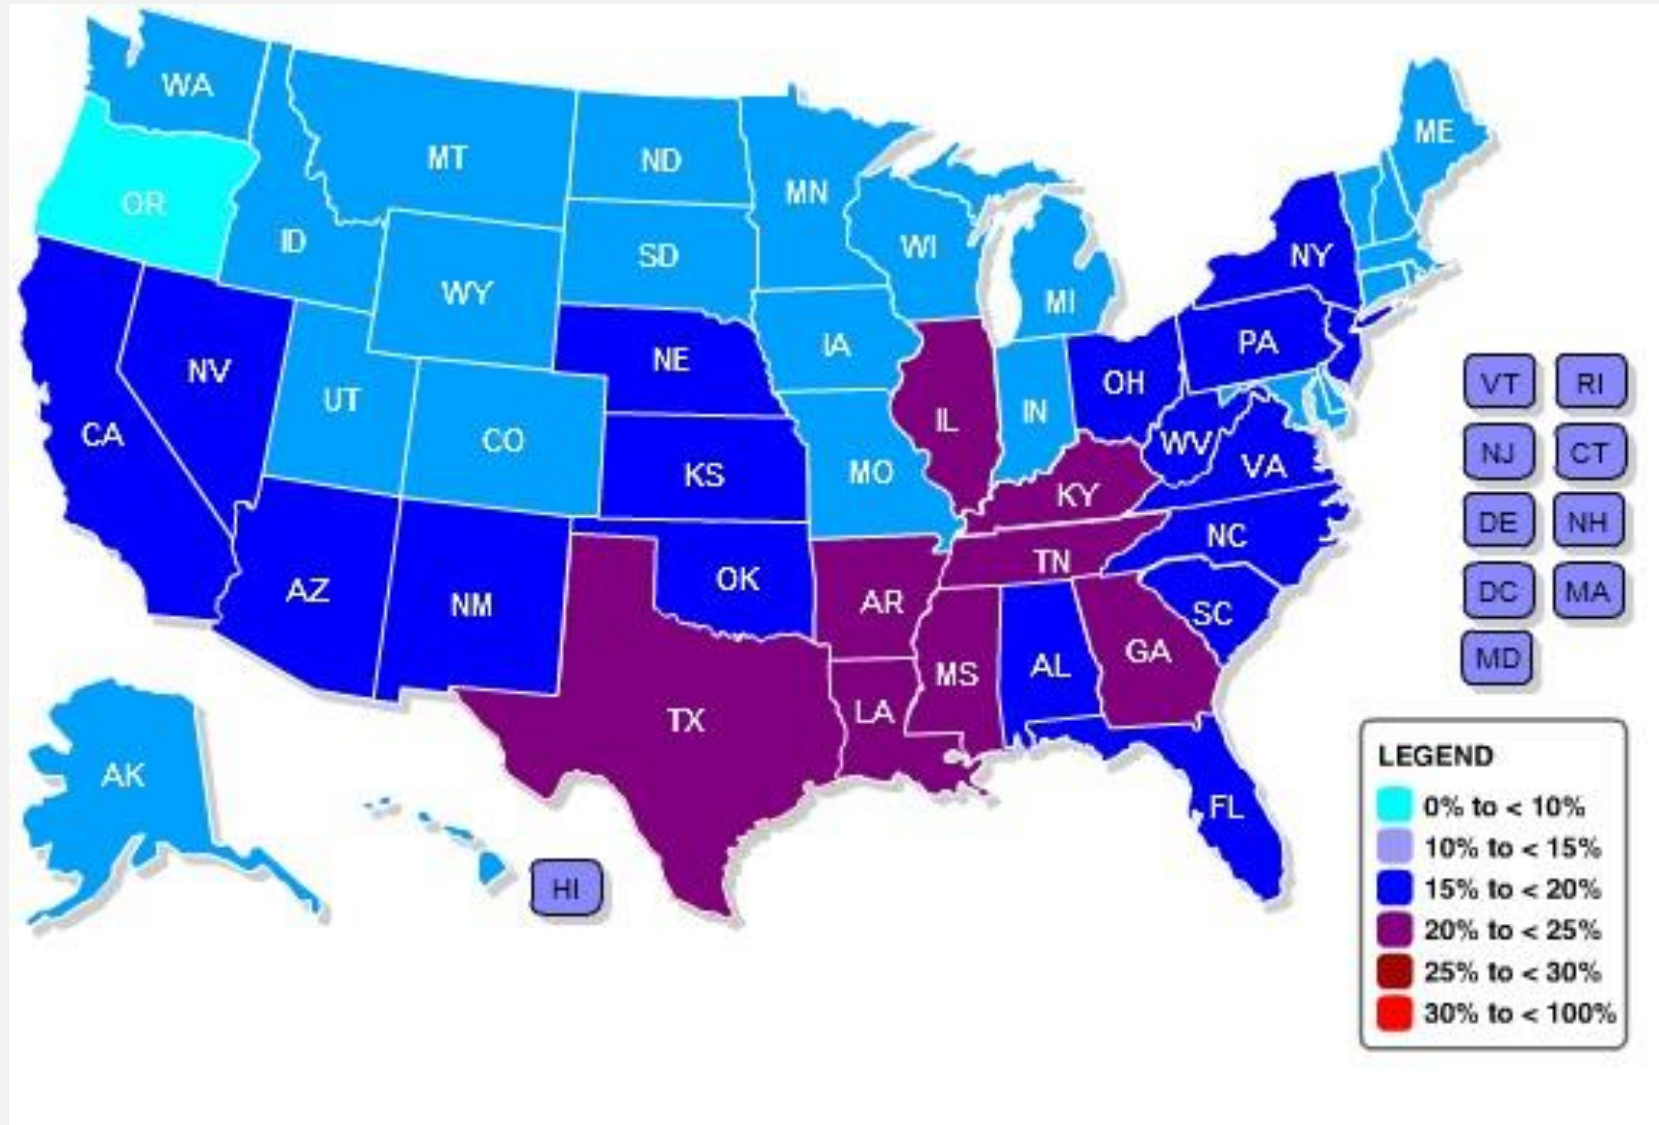 WA
ME
MT
ND
MN
OR
ID
SD
WI
NY
WY
MI
NE
IA
PA
NV
UT
OH
VT
RI
CA
CO
IL
IN
WV
VA
NJ
CT
KS
MO
KY
DE
NH
AZ
NM
OK
AR
TN
NC
SC
DC
MA
TX
LA
MS
AL
GA
MD
AK
HI
FL
LEGEND
0% to < 10%
10% to < 15%
15% to < 20%
20% to < 25%
25% to < 30%
30% to < 100%